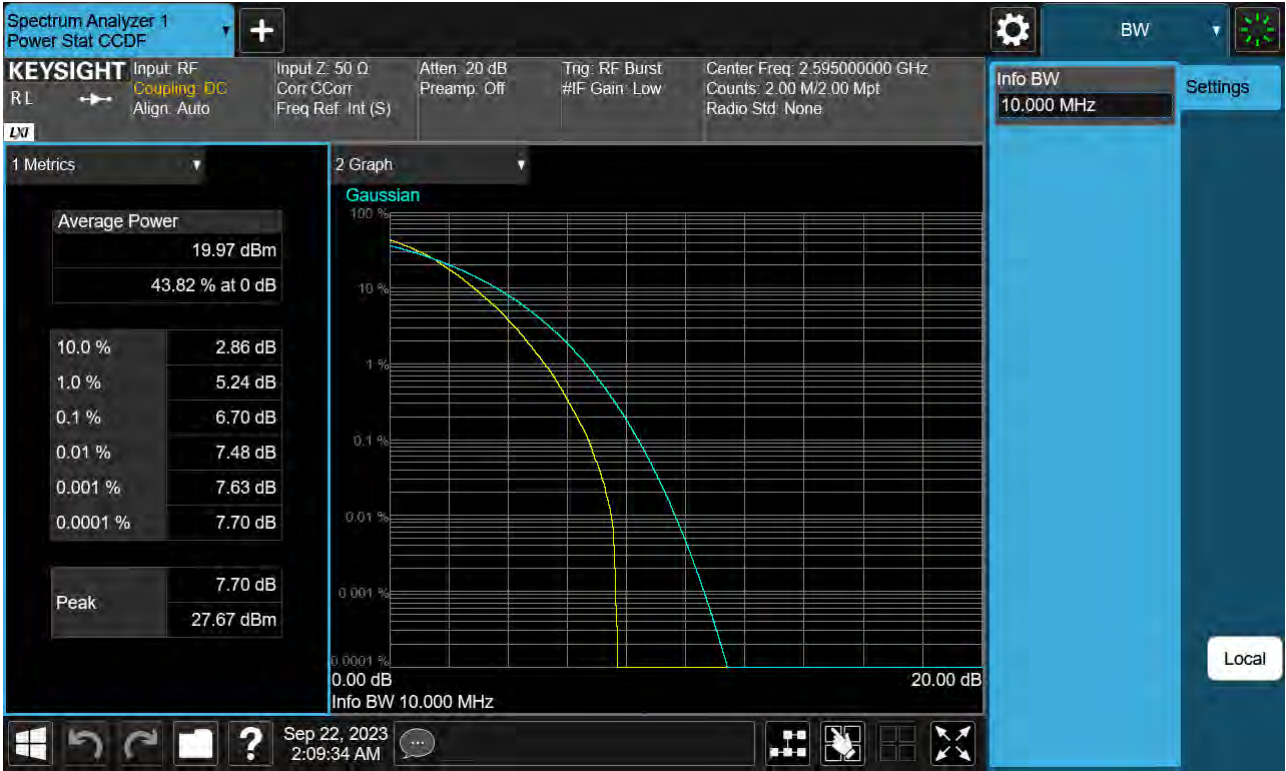 Spectrum Analyzer 1
Power Stat CCDF
+
BW
KEYSIGHT
R L
LXI
Input: RF
Coupling: DC
Align: Auto
Input Z: 50 Ω
Corr CCorr
Freq Ref: Int (S)
Atten: 20 dB
Preamp: Off
Trig: RF Burst
#IF Gain: Low
Center Freq: 2.595000000 GHz
Counts: 2.00 M/2.00 Mpt
Radio Std: None
Info BW
10.000 MHz
Settings
1 Metrics
Average Power
19.97 dBm
43.82 % at 0 dB
10.0 % 2.86 dB
1.0 % 5.24 dB
0.1 % 6.70 dB
0.01 % 7.48 dB
0.001 % 7.63 dB
0.0001 % 7.70 dB
Peak
7.70 dB
27.67 dBm
2 Graph
Gaussian
100 %
10 %
1 %
0.1 %
0.01 %
0.001 %
0.0001 %
0.00 dB 20.00 dB
Info BW 10.000 MHz
Local
?
Sep 22, 2023
2:09:34 AM